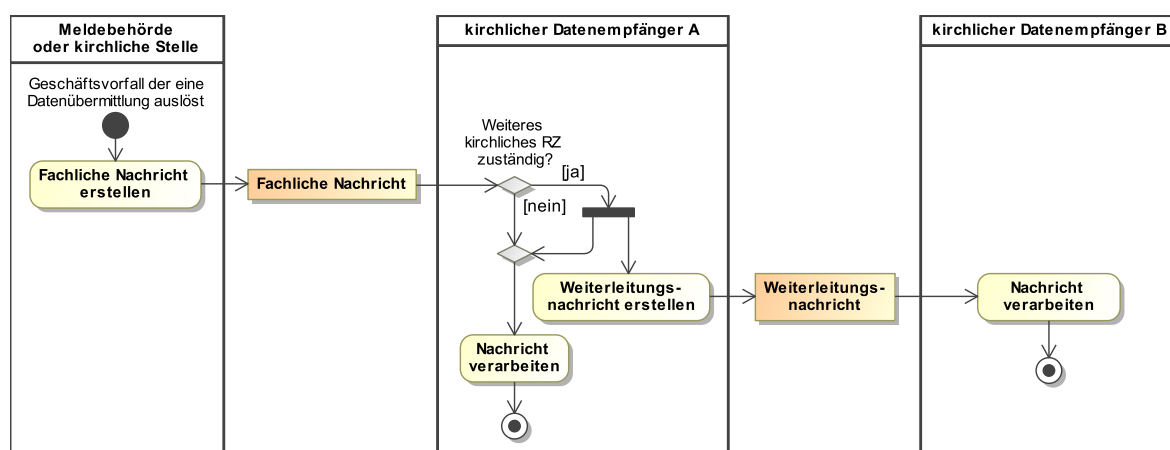 Meldebehörde
oder kirchliche Stelle
kirchlicher Datenempfänger A
kirchlicher Datenempfänger B
Geschäftsvorfall der eine
Datenübermittlung auslöst
Fachliche Nachricht
erstellen
Fachliche Nachricht
Weiteres
kirchliches RZ
zuständig?
[ja]
[nein]
Weiterleitungs-
nachricht erstellen
Weiterleitungs-
nachricht
Nachricht
verarbeiten
Nachricht
verarbeiten